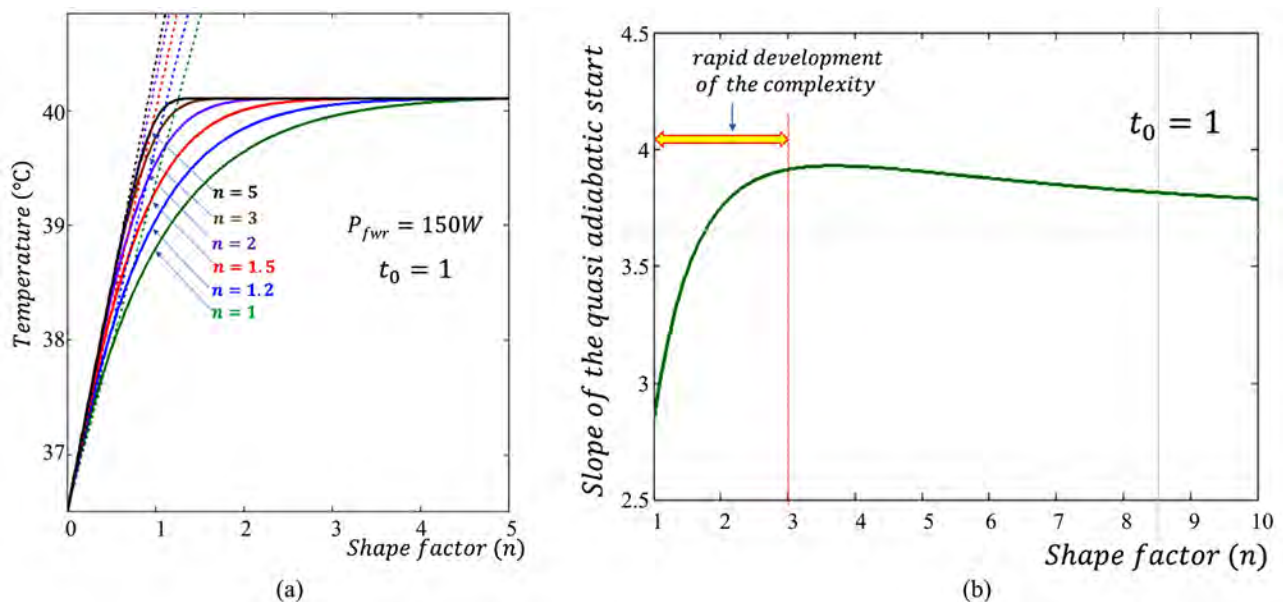 Temperature (°C)
40
39
38
37
n = 5
n = 3
n = 2
n = 1.5
n = 1.2
n = 1
P_fwr = 150W
t_0 = 1
0 1 2 3 4 5
Shape factor (n)
(a)
Slope of the quasi adiabatic start
4.5
4
3.5
3
2.5
rapid development
of the complexity
t_0 = 1
1 2 3 4 5 6 7 8 9 10
Shape factor (n)
(b)